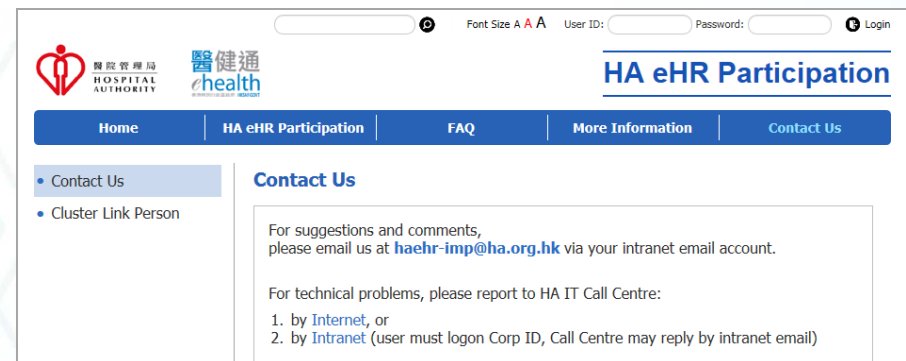 Font Size A A A User ID: Password: Login
醫院管理局
HOSPITAL
AUTHORITY
醫健通
ehealth
HA eHR Participation
Home HA eHR Participation FAQ More Information Contact Us
• Contact Us
• Cluster Link Person
Contact Us
For suggestions and comments,
please email us at haehr-imp@ha.org.hk via your intranet email account.
For technical problems, please report to HA IT Call Centre:
1. by Internet, or
2. by Intranet (user must logon Corp ID, Call Centre may reply by intranet email)